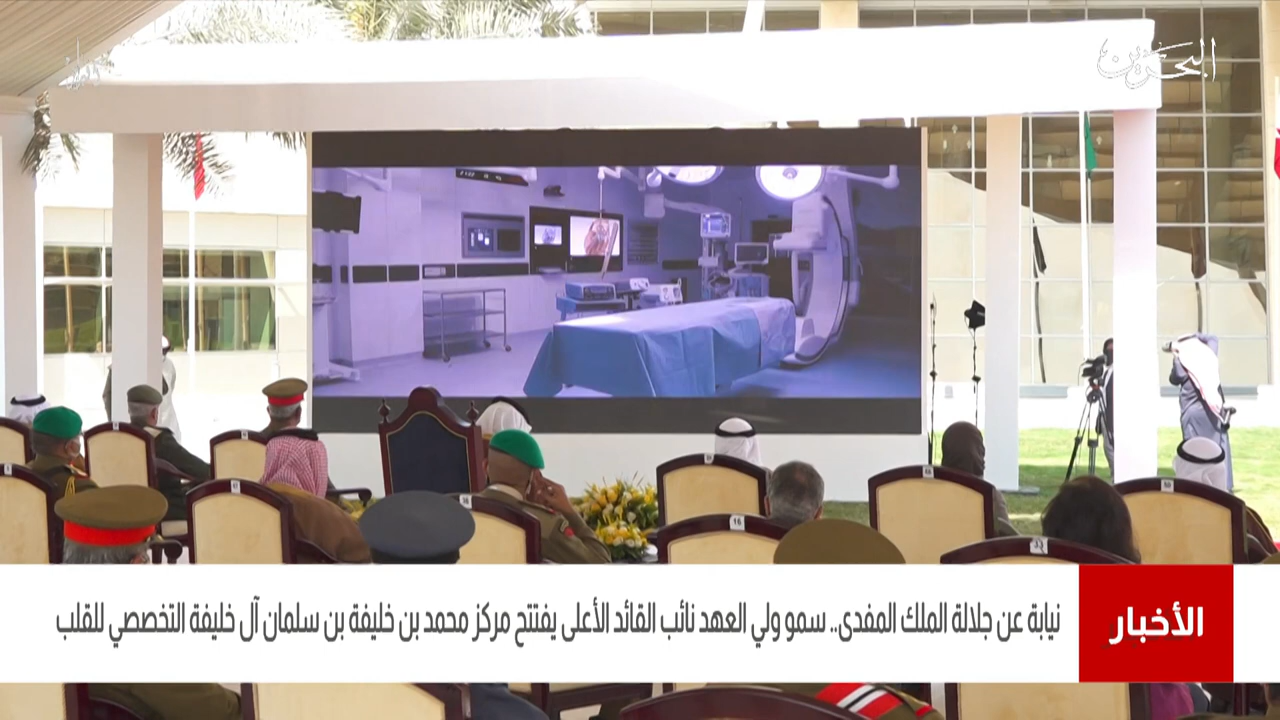 البحرين
الأخبار
نيابة عن جلالة الملك المفدى.. سمو ولي العهد نائب القائد الأعلى يفتتح مركز محمد بن خليفة بن سلمان آل خليفة التخصصي للقلب
16